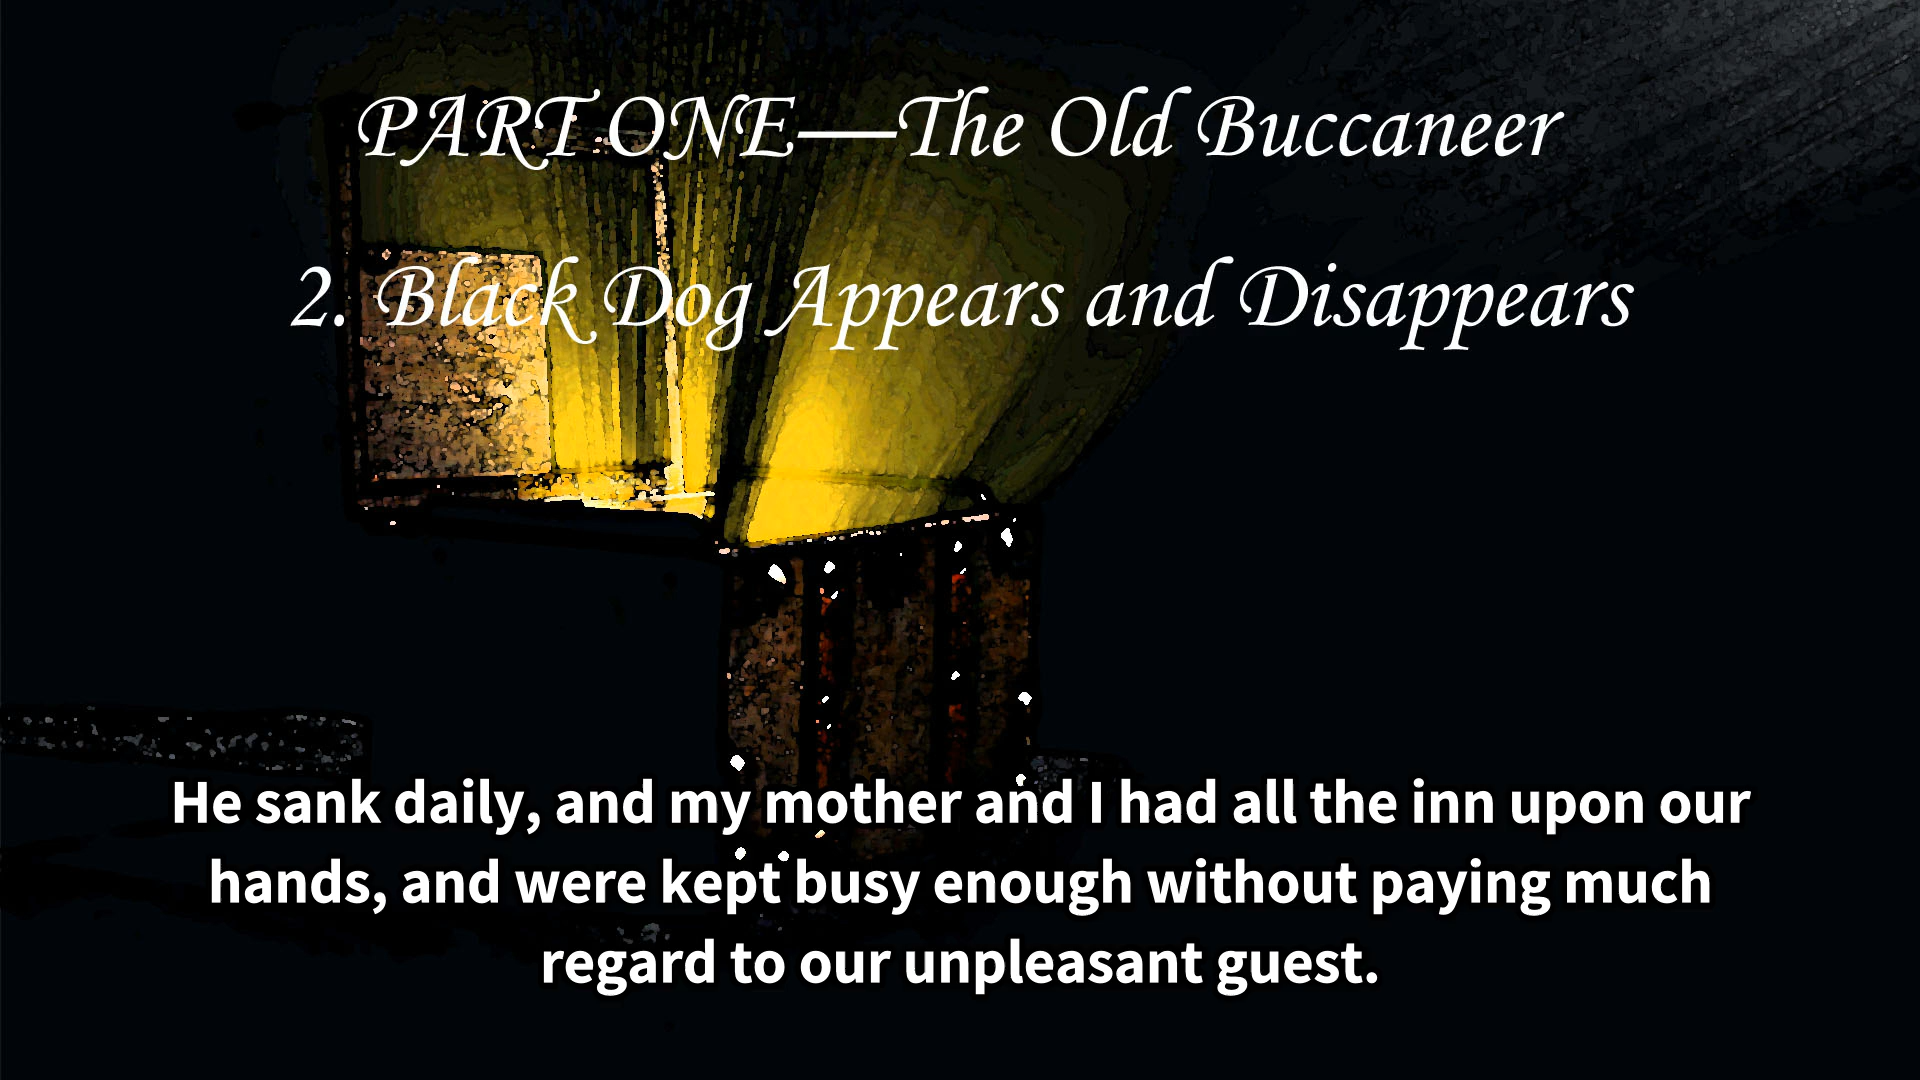 PART ONE—The Old Buccaneer
2. Black Dog Appears and Disappears
He sank daily, and my mother and I had all the inn upon our
hands, and were kept busy enough without paying much
regard to our unpleasant guest.